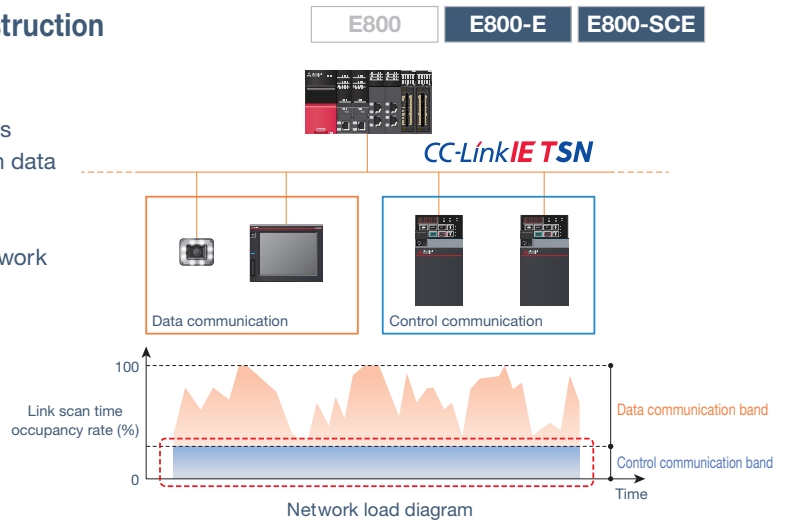 struction
E800
E800-E
E800-SCE
s
n data
work
CC-Link IE TSN
Data communication
Control communication
100
Link scan time
occupancy rate (%)
0
Data communication band
Control communication band
Time
Network load diagram